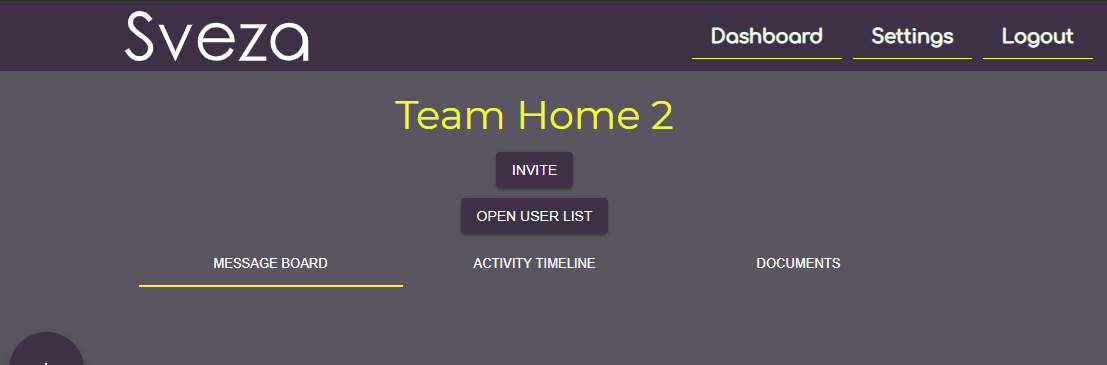 Sveza Dashboard Settings Logout
Team Home 2
INVITE
OPEN USER LIST
MESSAGE BOARD ACTIVITY TIMELINE DOCUMENTS